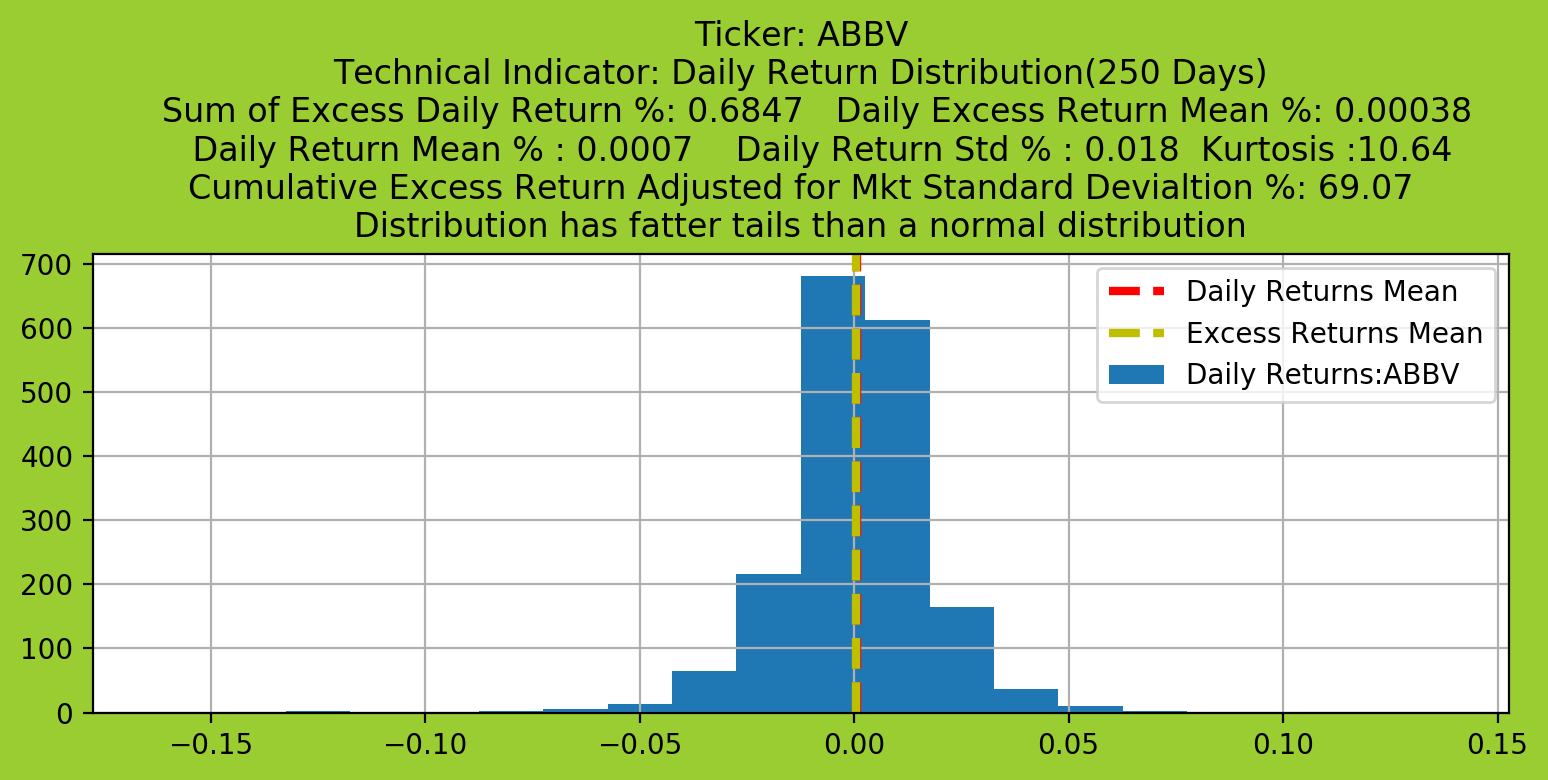 Ticker: ABBV
Technical Indicator: Daily Return Distribution(250 Days)
Sum of Excess Daily Return %: 0.6847   Daily Excess Return Mean %: 0.00038
Daily Return Mean % : 0.0007    Daily Return Std % : 0.018  Kurtosis :10.64
Cumulative Excess Return Adjusted for Mkt Standard Devialtion %: 69.07
Distribution has fatter tails than a normal distribution
700
600
500
400
300
200
100
0
Daily Returns Mean
Excess Returns Mean
Daily Returns:ABBV
−0.15 −0.10 −0.05 0.00 0.05 0.10 0.15